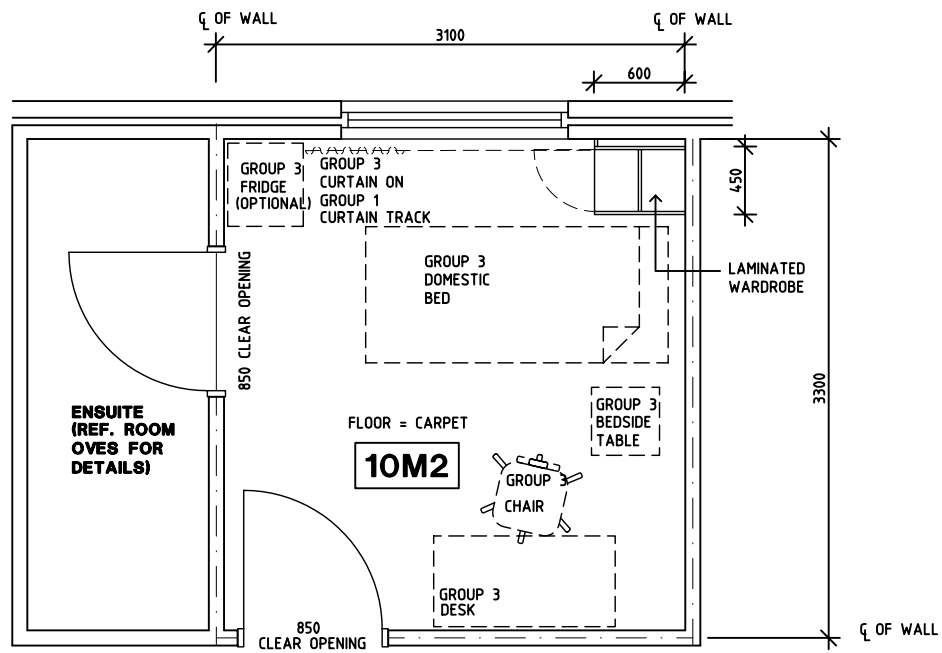 ℄ OF WALL
℄ OF WALL
3100
600
GROUP 3
FRIDGE
(OPTIONAL)
GROUP 3
CURTAIN ON
GROUP 1
CURTAIN TRACK
450
850 CLEAR OPENING
GROUP 3
DOMESTIC
BED
LAMINATED
WARDROBE
3300
ENSUITE
(REF. ROOM
OVES FOR
DETAILS)
FLOOR = CARPET
10M2
GROUP 3
BEDSIDE
TABLE
GROUP 3
CHAIR
GROUP 3
DESK
850
CLEAR OPENING
℄ OF WALL